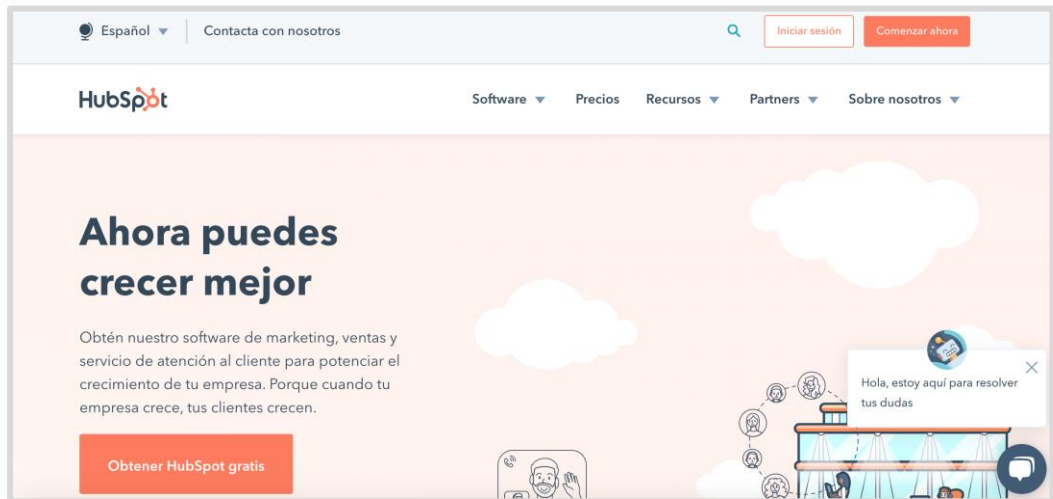 Español
Contacta con nosotros
Iniciar sesión
Comenzar ahora
HubSpot
Software
Precios
Recursos
Partners
Sobre nosotros
Ahora puedes
crecer mejor
Obtén nuestro software de marketing, ventas y
servicio de atención al cliente para potenciar el
crecimiento de tu empresa. Porque cuando tu
empresa crece, tus clientes crecen.
Obtener HubSpot gratis
Hola, estoy aquí para resolver
tus dudas